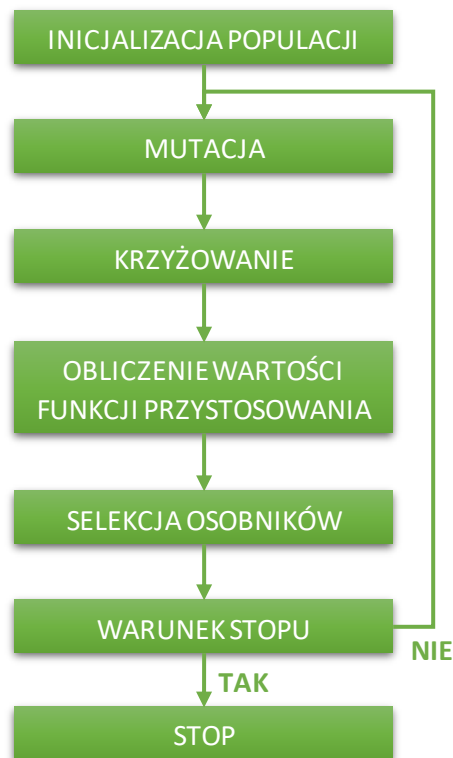 INICJALIZACJA POPULACJI
MUTACJA
KRZYŻOWANIE
OBLICZENIE WARTOŚCI
FUNKCJI PRZYSTOSOWANIA
SELEKCJA OSOBNIKÓW
WARUNEK STOPU
NIE
TAK
STOP